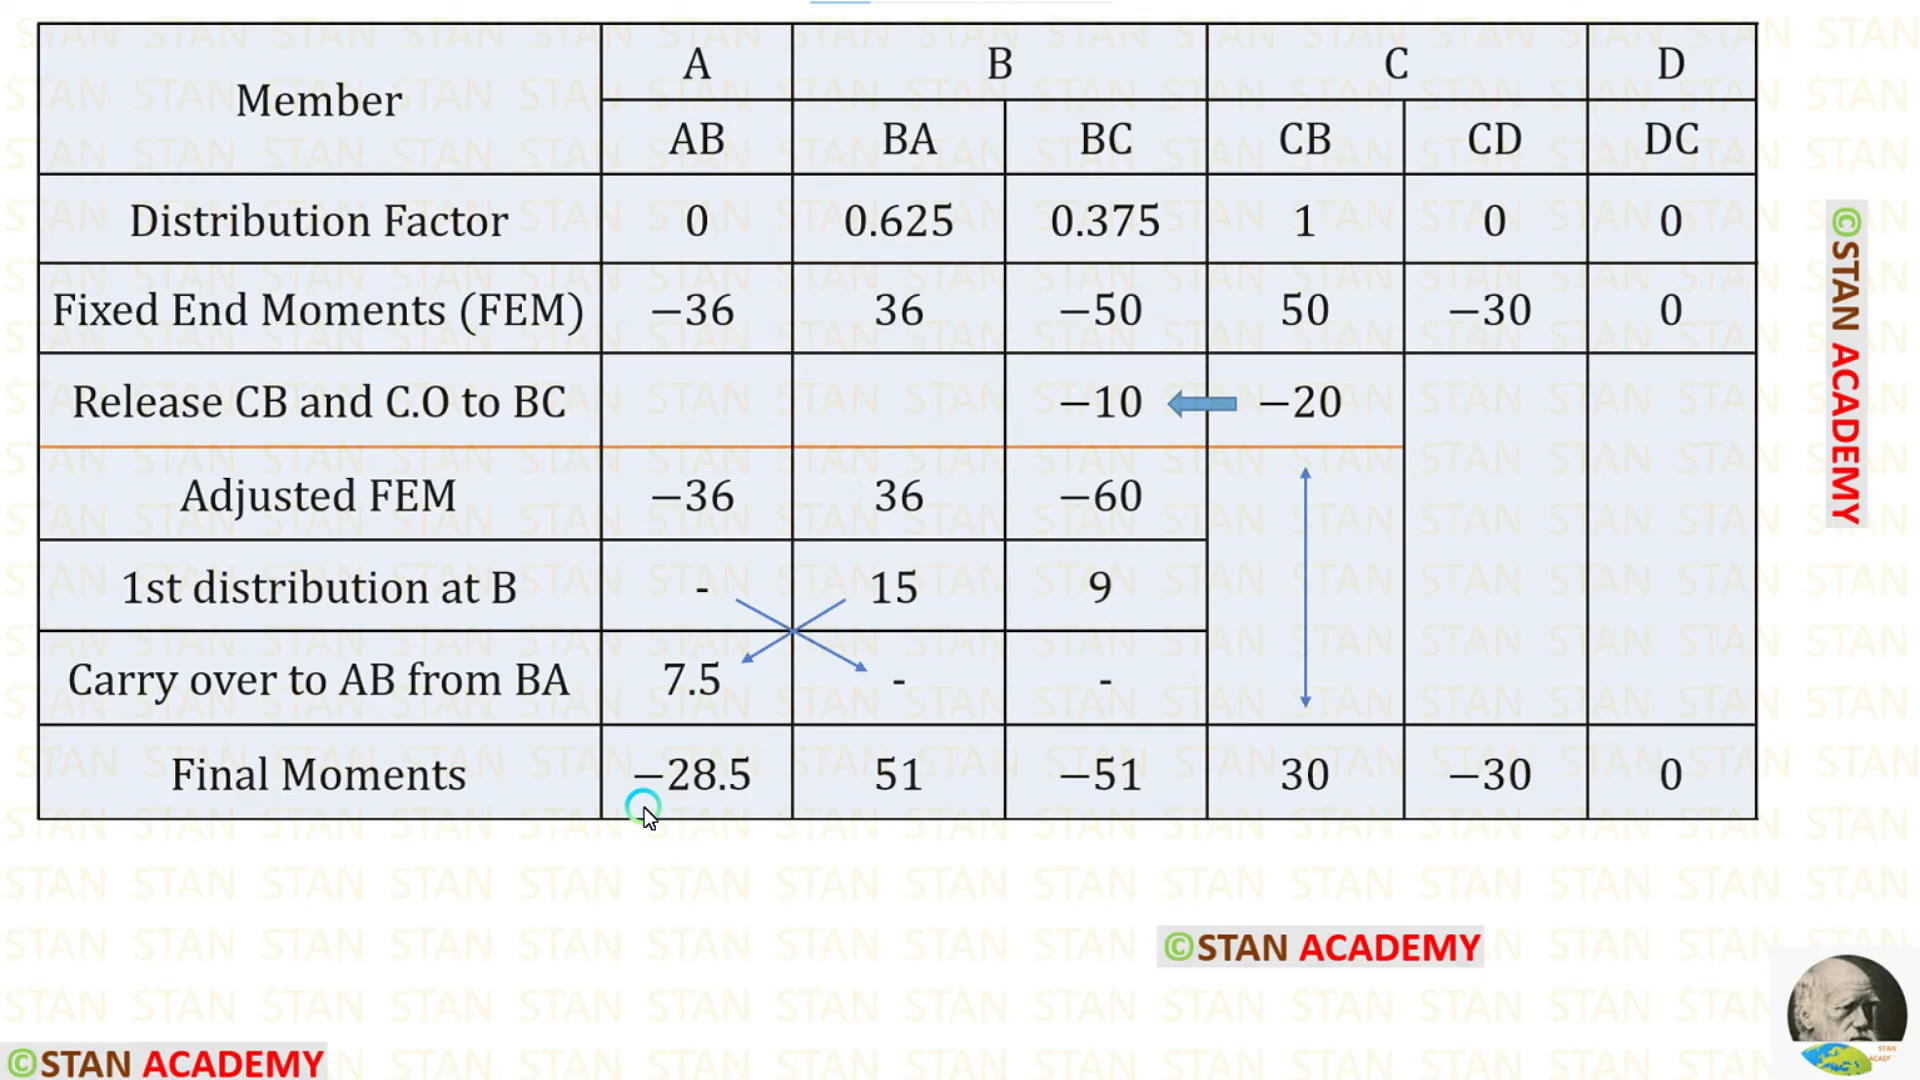 Member A B C D
AB BA BC CB CD DC
Distribution Factor 0 0.625 0.375 1 0 0
Fixed End Moments (FEM) −36 36 −50 50 −30 0
Release CB and C.O to BC −10 −20
Adjusted FEM −36 36 −60
1st distribution at B - 15 9
Carry over to AB from BA 7.5 - -
Final Moments −28.5 51 −51 30 −30 0
©STAN ACADEMY
©STAN ACADEMY
©STAN ACADEMY